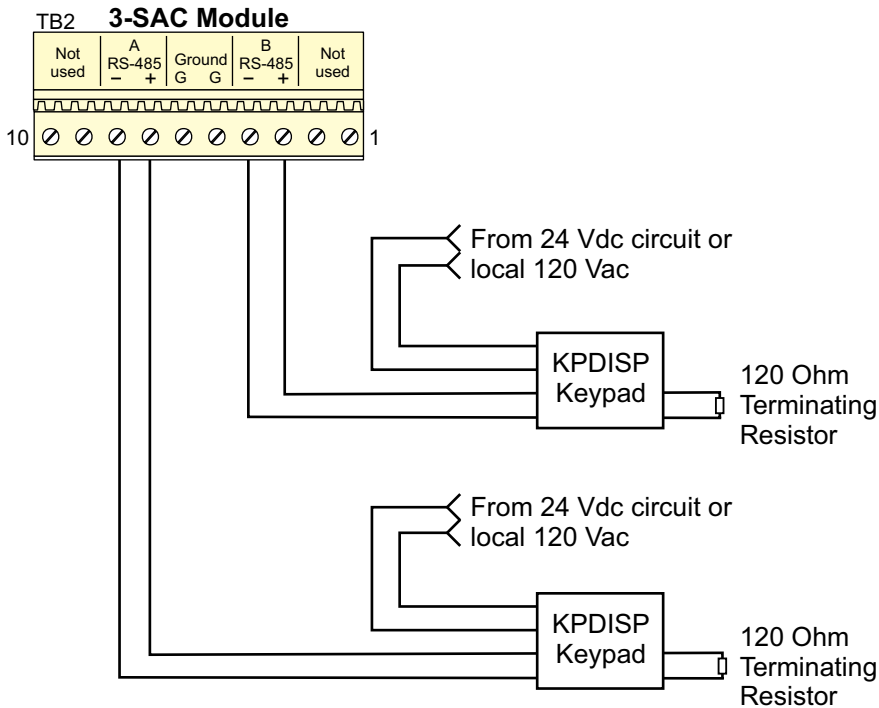 TB2 3-SAC Module
Not used
A RS-485 − +
Ground G G
B RS-485 − +
Not used
10 1
From 24 Vdc circuit or
local 120 Vac
KPDISP
Keypad
120 Ohm
Terminating
Resistor
From 24 Vdc circuit or
local 120 Vac
KPDISP
Keypad
120 Ohm
Terminating
Resistor